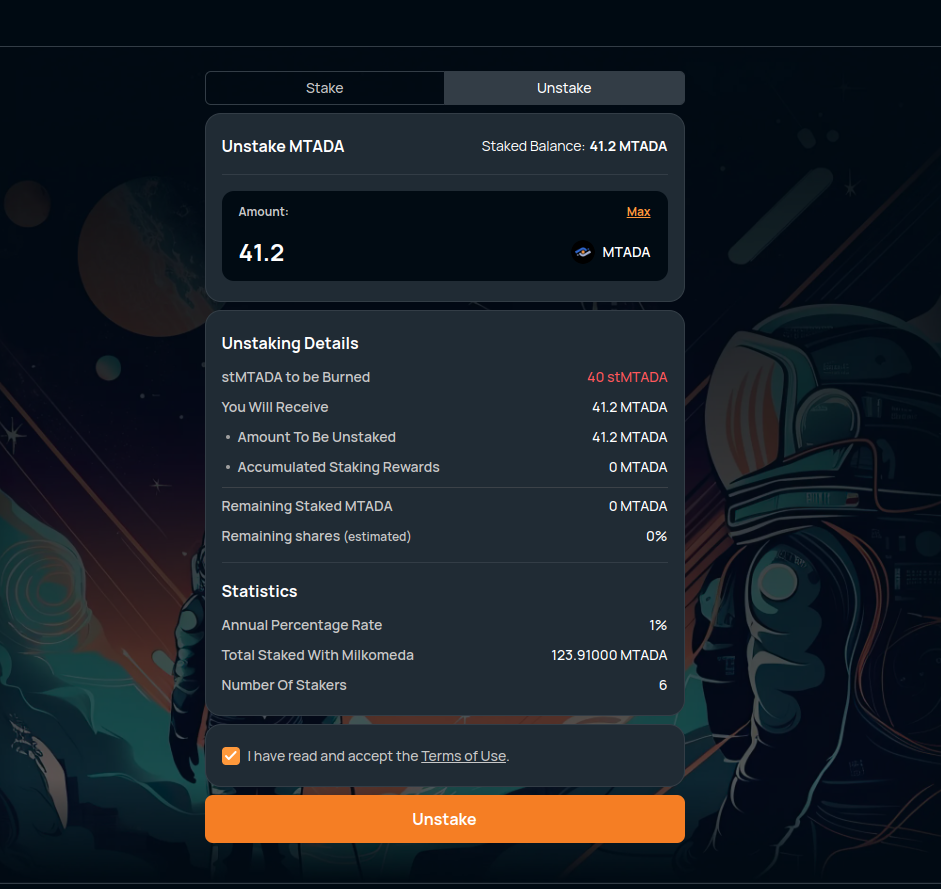 Stake
Unstake
Unstake MTADA
Staked Balance: 41.2 MTADA
Amount:
Max
41.2
MTADA
Unstaking Details
stMTADA to be Burned
40 stMTADA
You Will Receive
41.2 MTADA
• Amount To Be Unstaked
41.2 MTADA
• Accumulated Staking Rewards
0 MTADA
Remaining Staked MTADA
0 MTADA
Remaining shares (estimated)
0%
Statistics
Annual Percentage Rate
1%
Total Staked With Milkomeda
123.91000 MTADA
Number Of Stakers
6
I have read and accept the Terms of Use.
Unstake